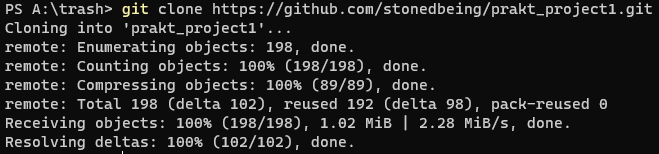 PS A:\trash> git clone https://github.com/stonedbeing/prakt_project1.git
Cloning into 'prakt_project1'...
remote: Enumerating objects: 198, done.
remote: Counting objects: 100% (198/198), done.
remote: Compressing objects: 100% (89/89), done.
remote: Total 198 (delta 102), reused 192 (delta 98), pack-reused 0
Receiving objects: 100% (198/198), 1.02 MiB | 2.28 MiB/s, done.
Resolving deltas: 100% (102/102), done.